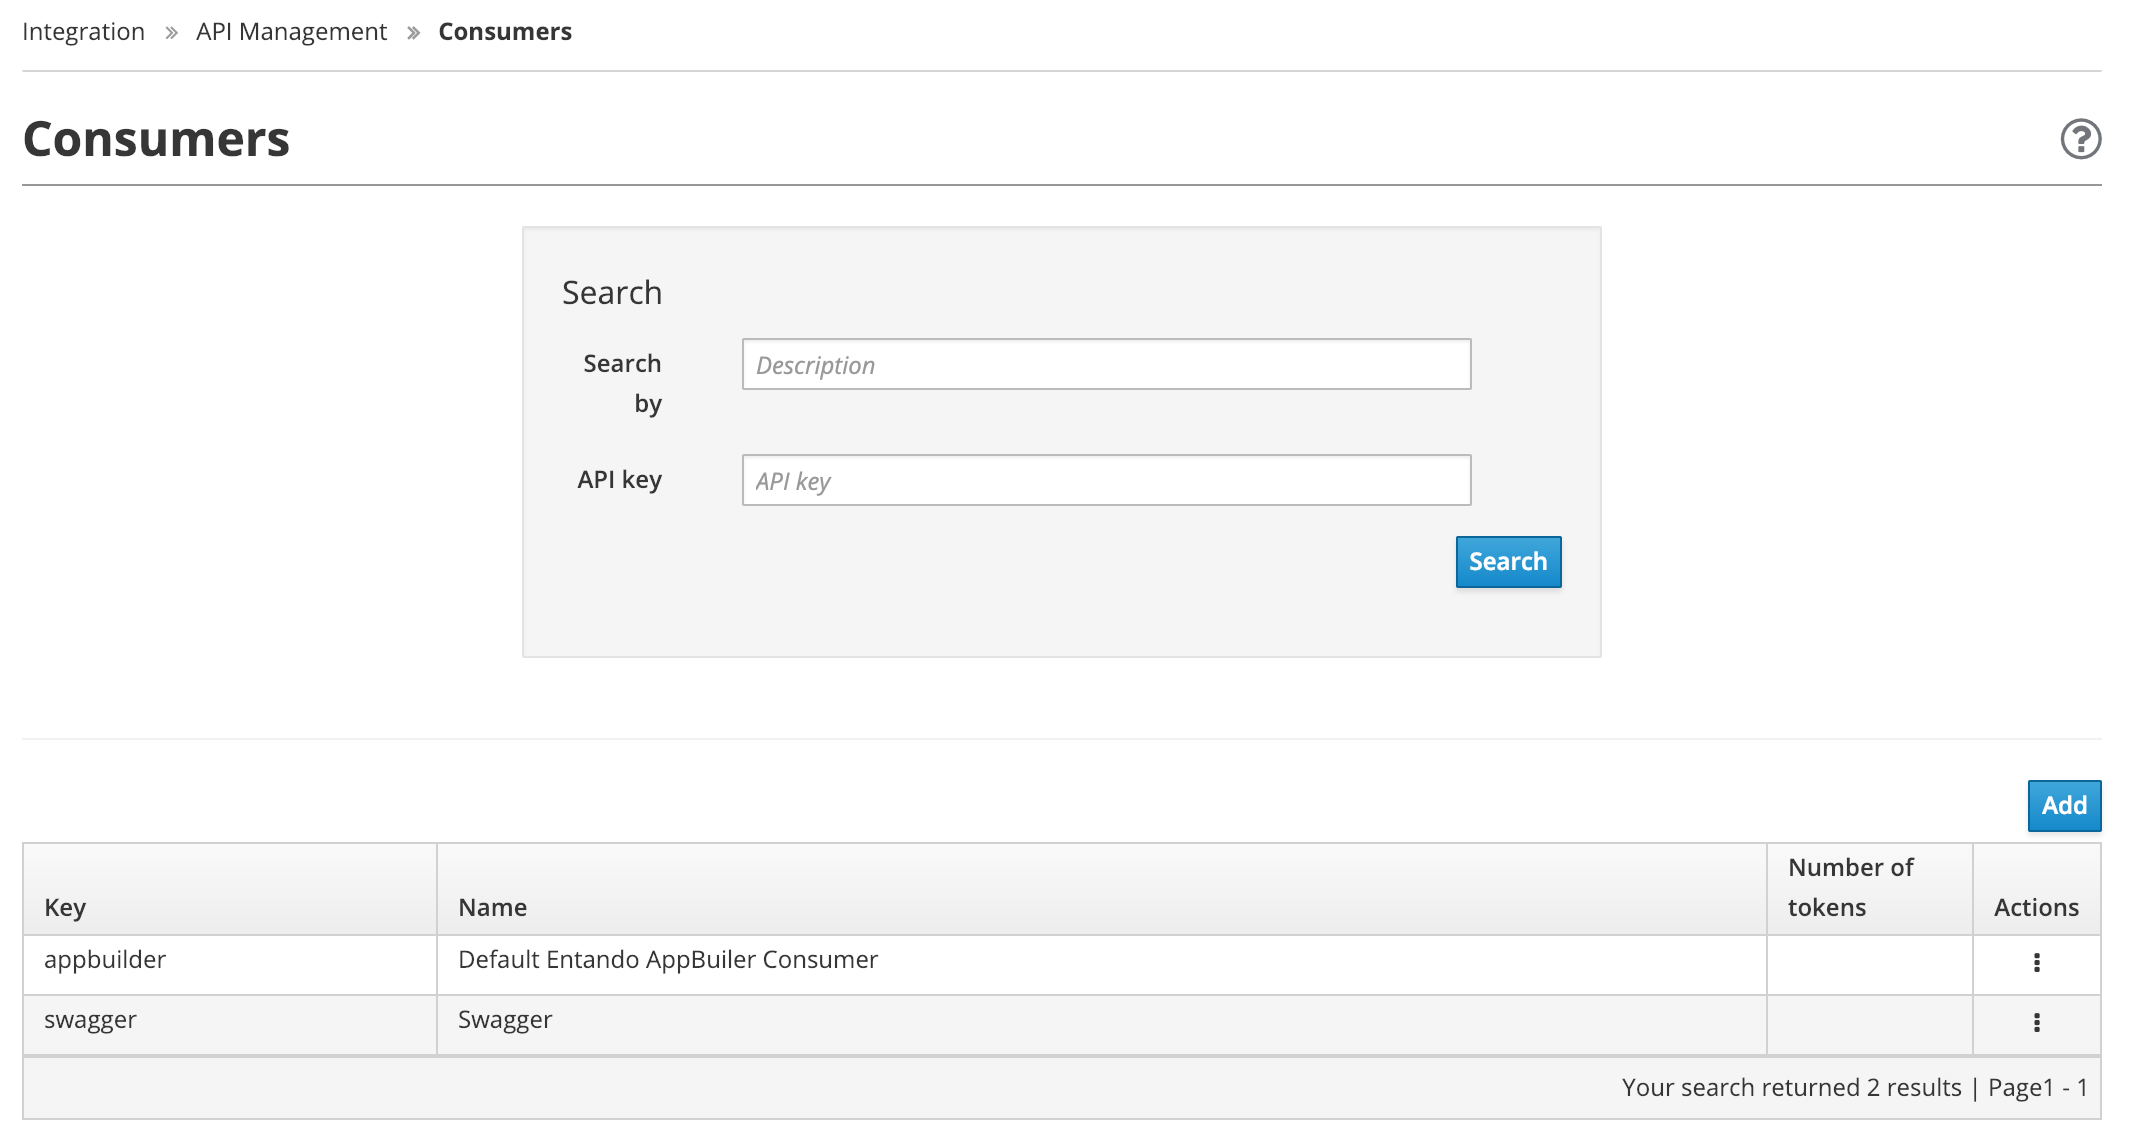 Integration » API Management » Consumers
Consumers
Search
Search by
Description
API key
API key
Search
Add
Key Name Number of tokens Actions
appbuilder Default Entando AppBuiler Consumer
swagger Swagger
Your search returned 2 results | Page1 - 1